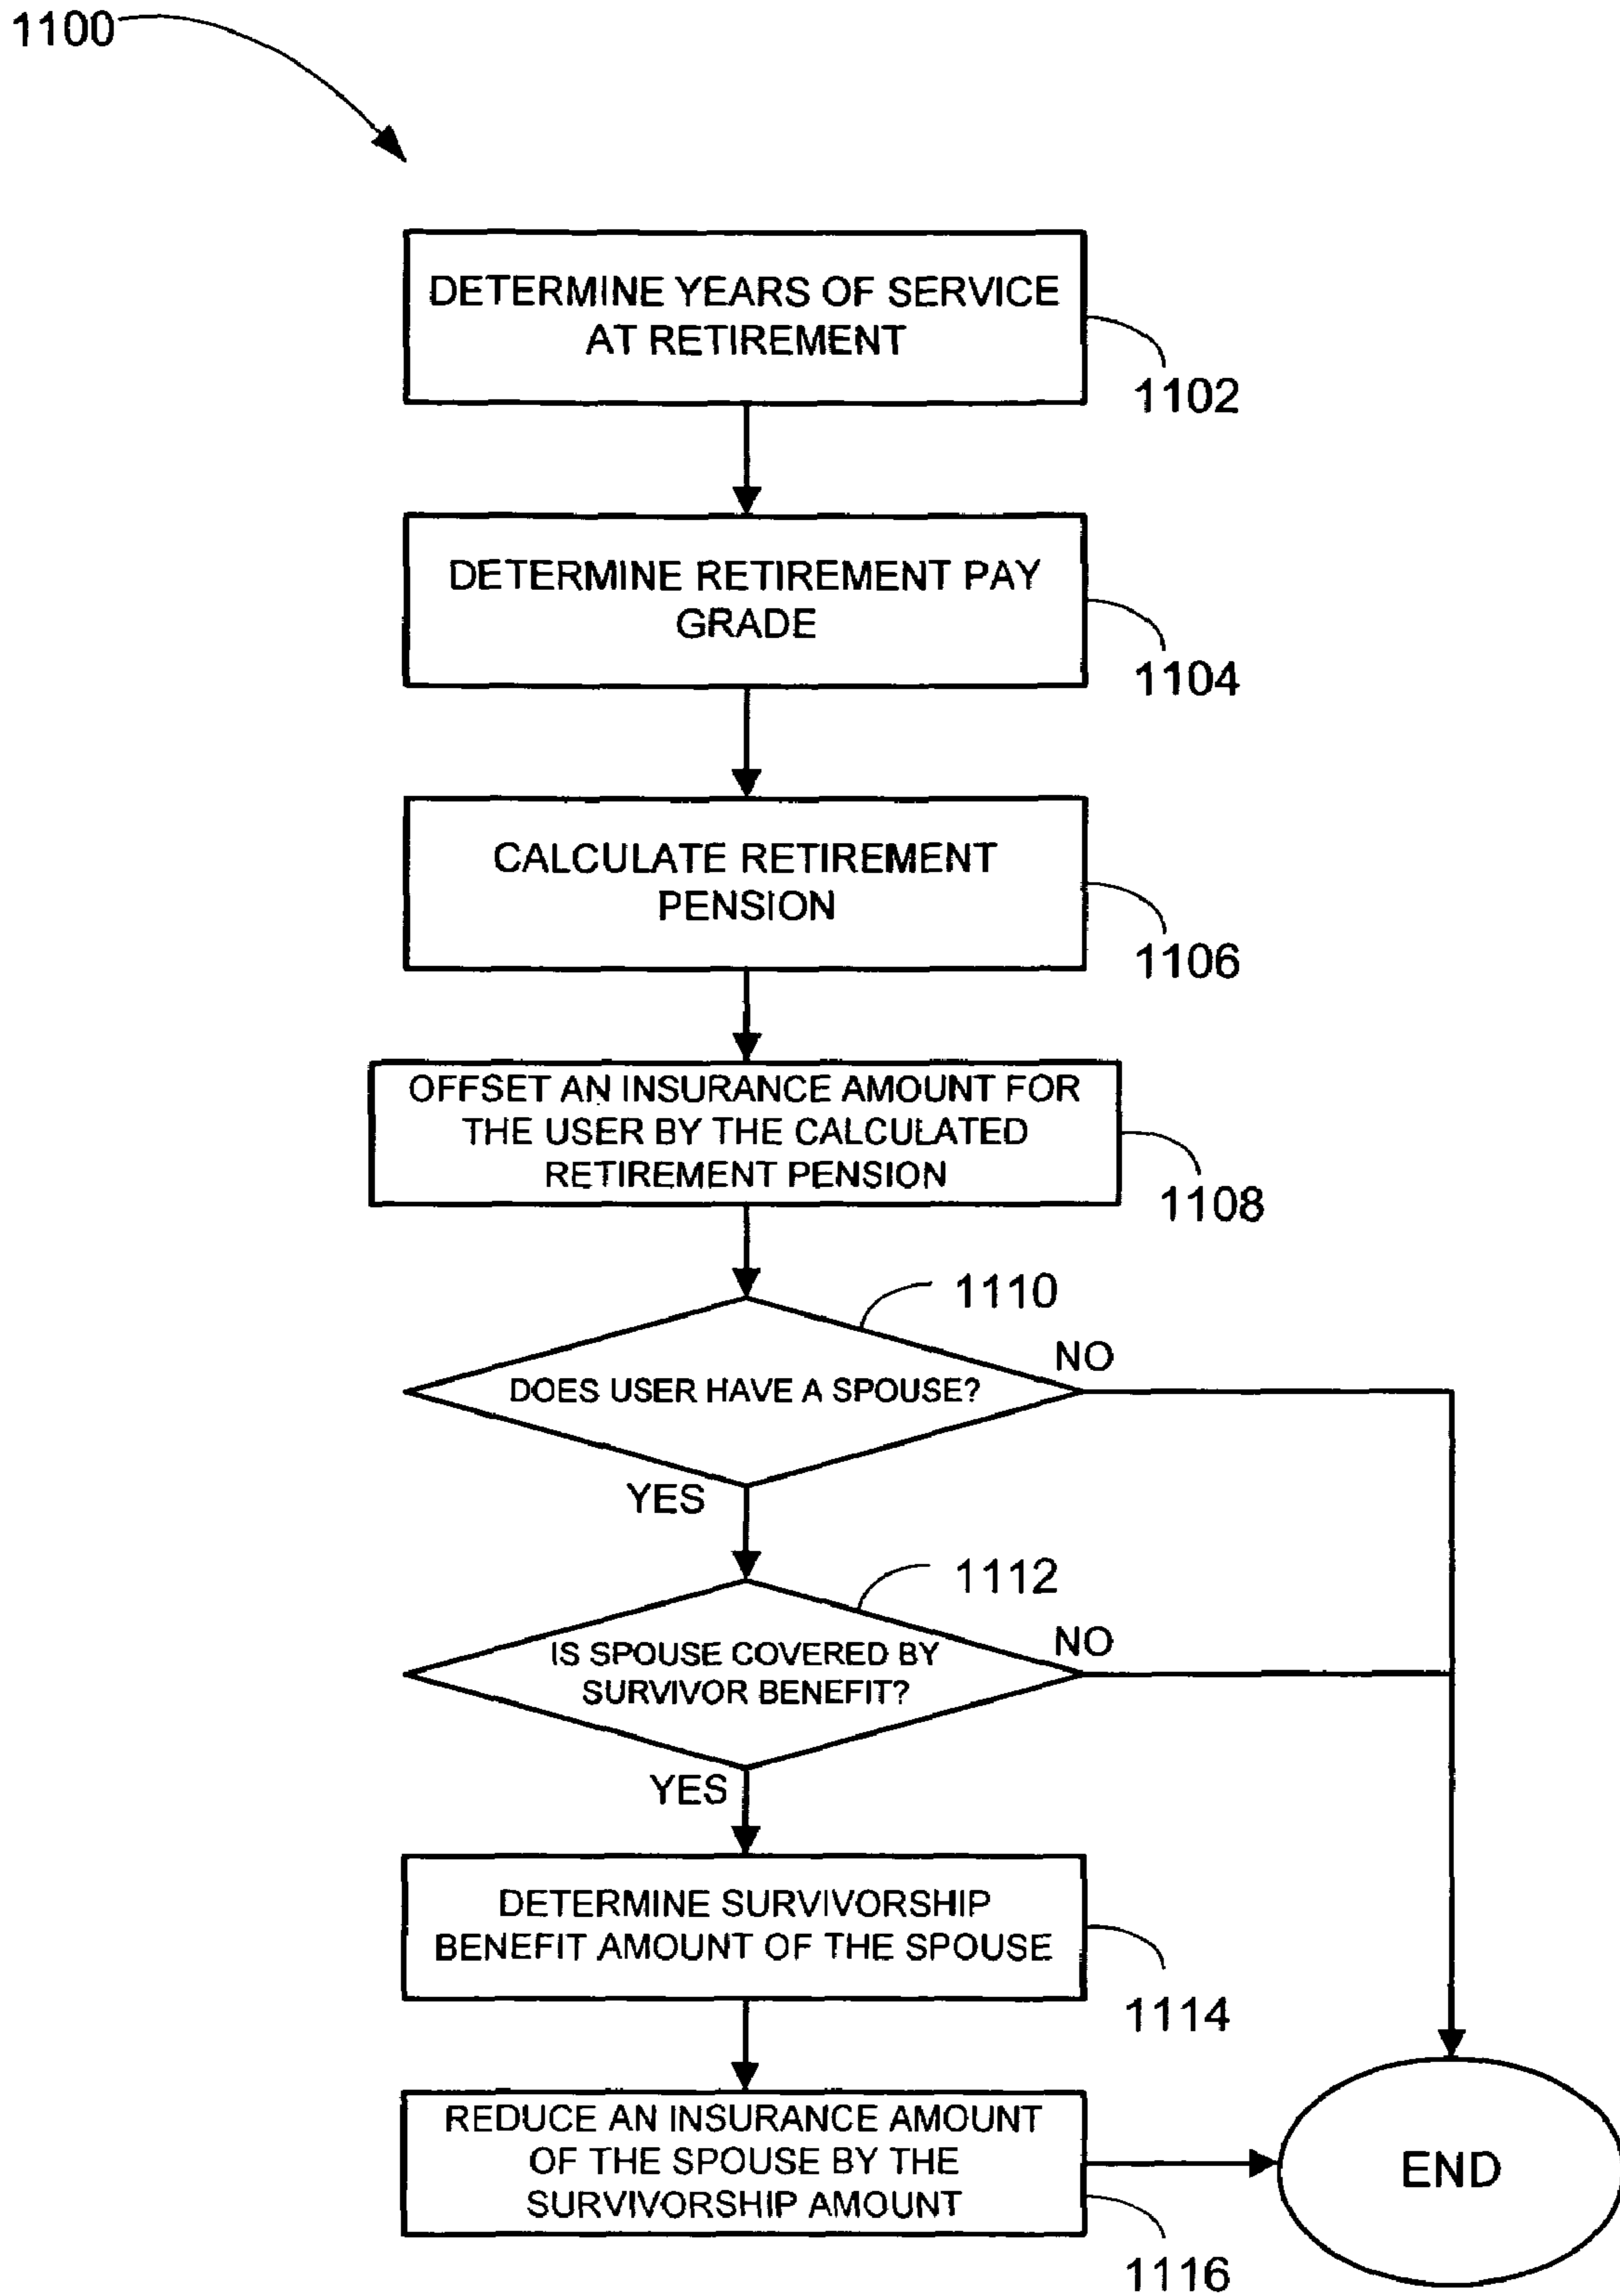 1100
DETERMINE YEARS OF SERVICE
AT RETIREMENT
1102
DETERMINE RETIREMENT PAY
GRADE
1104
CALCULATE RETIREMENT
PENSION
1106
OFFSET AN INSURANCE AMOUNT FOR
THE USER BY THE CALCULATED
RETIREMENT PENSION
1108
1110
DOES USER HAVE A SPOUSE?
NO
YES
1112
IS SPOUSE COVERED BY
SURVIVOR BENEFIT?
NO
YES
DETERMINE SURVIVORSHIP
BENEFIT AMOUNT OF THE SPOUSE
1114
REDUCE AN INSURANCE AMOUNT
OF THE SPOUSE BY THE
SURVIVORSHIP AMOUNT
1116
END